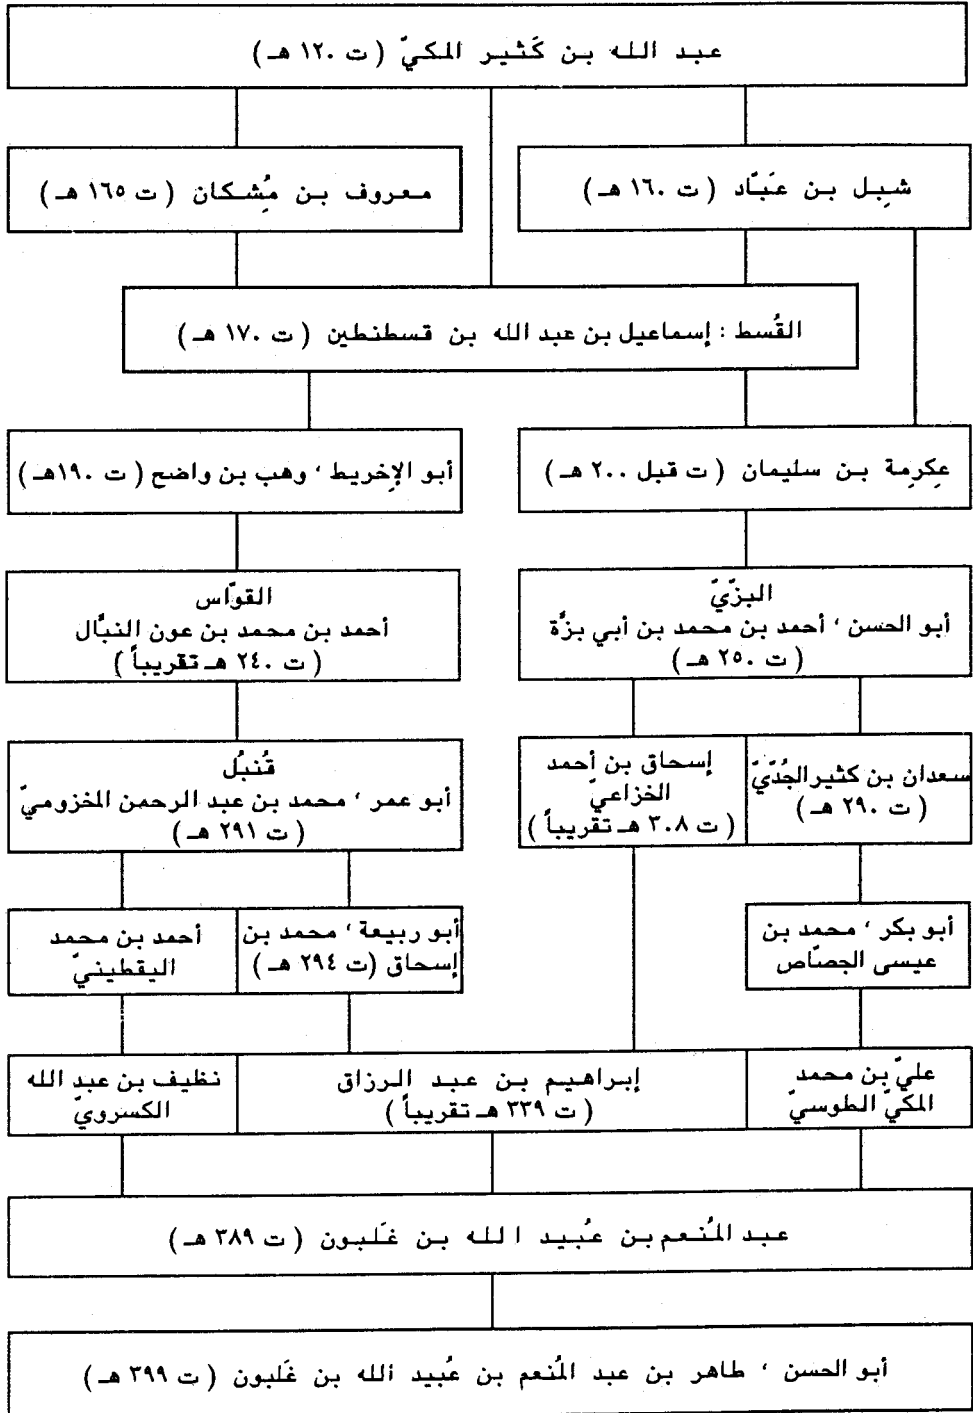 عبد الله بن كَثير المكيّ (ت ١٢٠ هـ)
شِبل بن عَبّاد (ت ١٦٠ هـ)
معروف بن مُشكان (ت ١٦٥ هـ)
القُسط : إسماعيل بن عبد الله بن قسطنطين (ت ١٧٠ هـ)
عِكرِمة بن سليمان (ت قبل ٢٠٠ هـ)
أبو الإخريط ، وهب بن واضح (ت ١٩٠هـ)
البزّيّ
أبو الحسن ، أحمد بن محمد بن أبي بزَّة
(ت ٢٥٠ هـ)
القوّاس
أحمد بن محمد بن عون النبَّال
(ت ٢٤٠ هـ تقريباً)
سعدان بن كثير الجُدّيّ
(ت ٢٩٠ هـ)
إسحاق بن أحمد
الخزاعيّ
(ت ٣٠٨ هـ تقريباً)
قُنبُل
أبو عمر ، محمد بن عبد الرحمن المخزوميّ
(ت ٢٩١ هـ)
أبو بكر ، محمد بن
عيسى الجصّاص
أبو ربيعة ، محمد بن
إسحاق (ت ٢٩٤ هـ)
أحمد بن محمد
اليقطينيّ
عليّ بن محمد
المكيّ الطوسيّ
إبراهيم بن عبد الرزاق
(ت ٣٣٩ هـ تقريباً)
نظيف بن عبد الله
الكسرويّ
عبد المُنعم بن عُبيد الله بن غَلبون (ت ٣٨٩ هـ)
أبو الحسن ، طاهر بن عبد المُنعم بن عُبيد الله بن غَلبون (ت ٣٩٩ هـ)